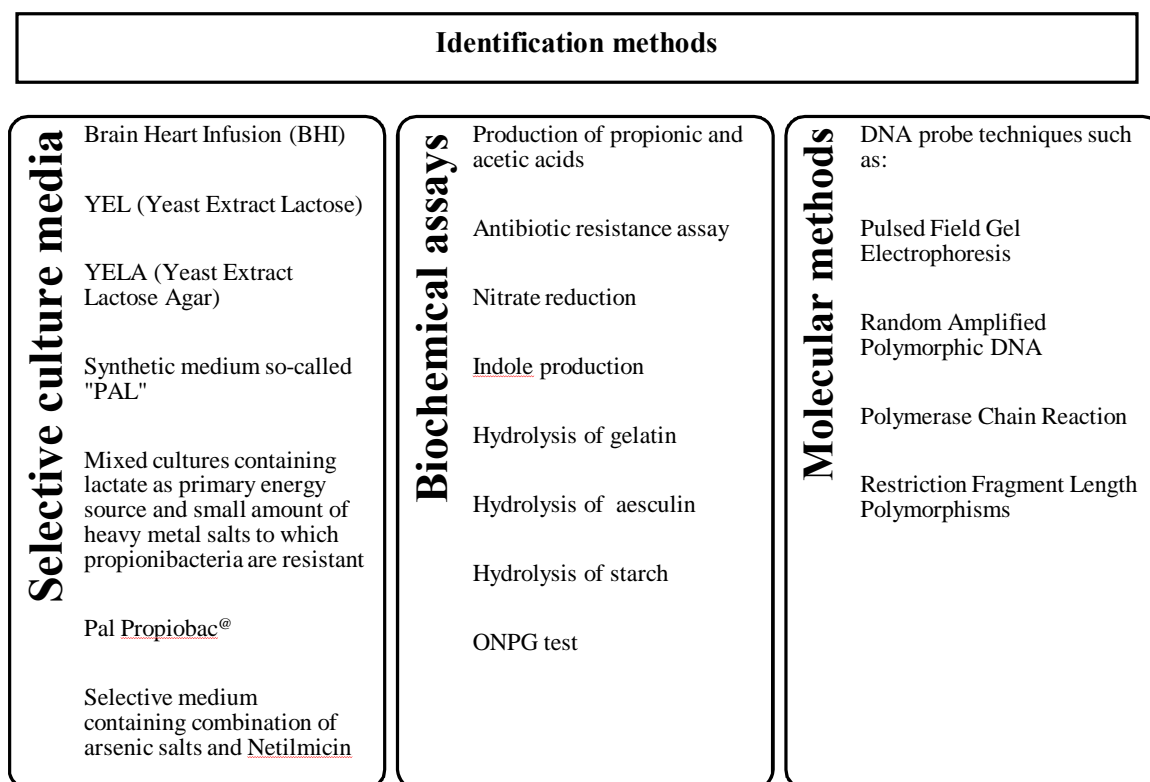 Identification methods
Selective culture media
Brain Heart Infusion (BHI)
YEL (Yeast Extract Lactose)
YELA (Yeast Extract
Lactose Agar)
Synthetic medium so-called
"PAL"
Mixed cultures containing
lactate as primary energy
source and small amount of
heavy metal salts to which
propionibacteria are resistant
Pal Propiobac@
Selective medium
containing combination of
arsenic salts and Netilmicin
Biochemical assays
Production of propionic and
acetic acids
Antibiotic resistance assay
Nitrate reduction
Indole production
Hydrolysis of gelatin
Hydrolysis of aesculin
Hydrolysis of starch
ONPG test
Molecular methods
DNA probe techniques such
as:
Pulsed Field Gel
Electrophoresis
Random Amplified
Polymorphic DNA
Polymerase Chain Reaction
Restriction Fragment Length
Polymorphisms